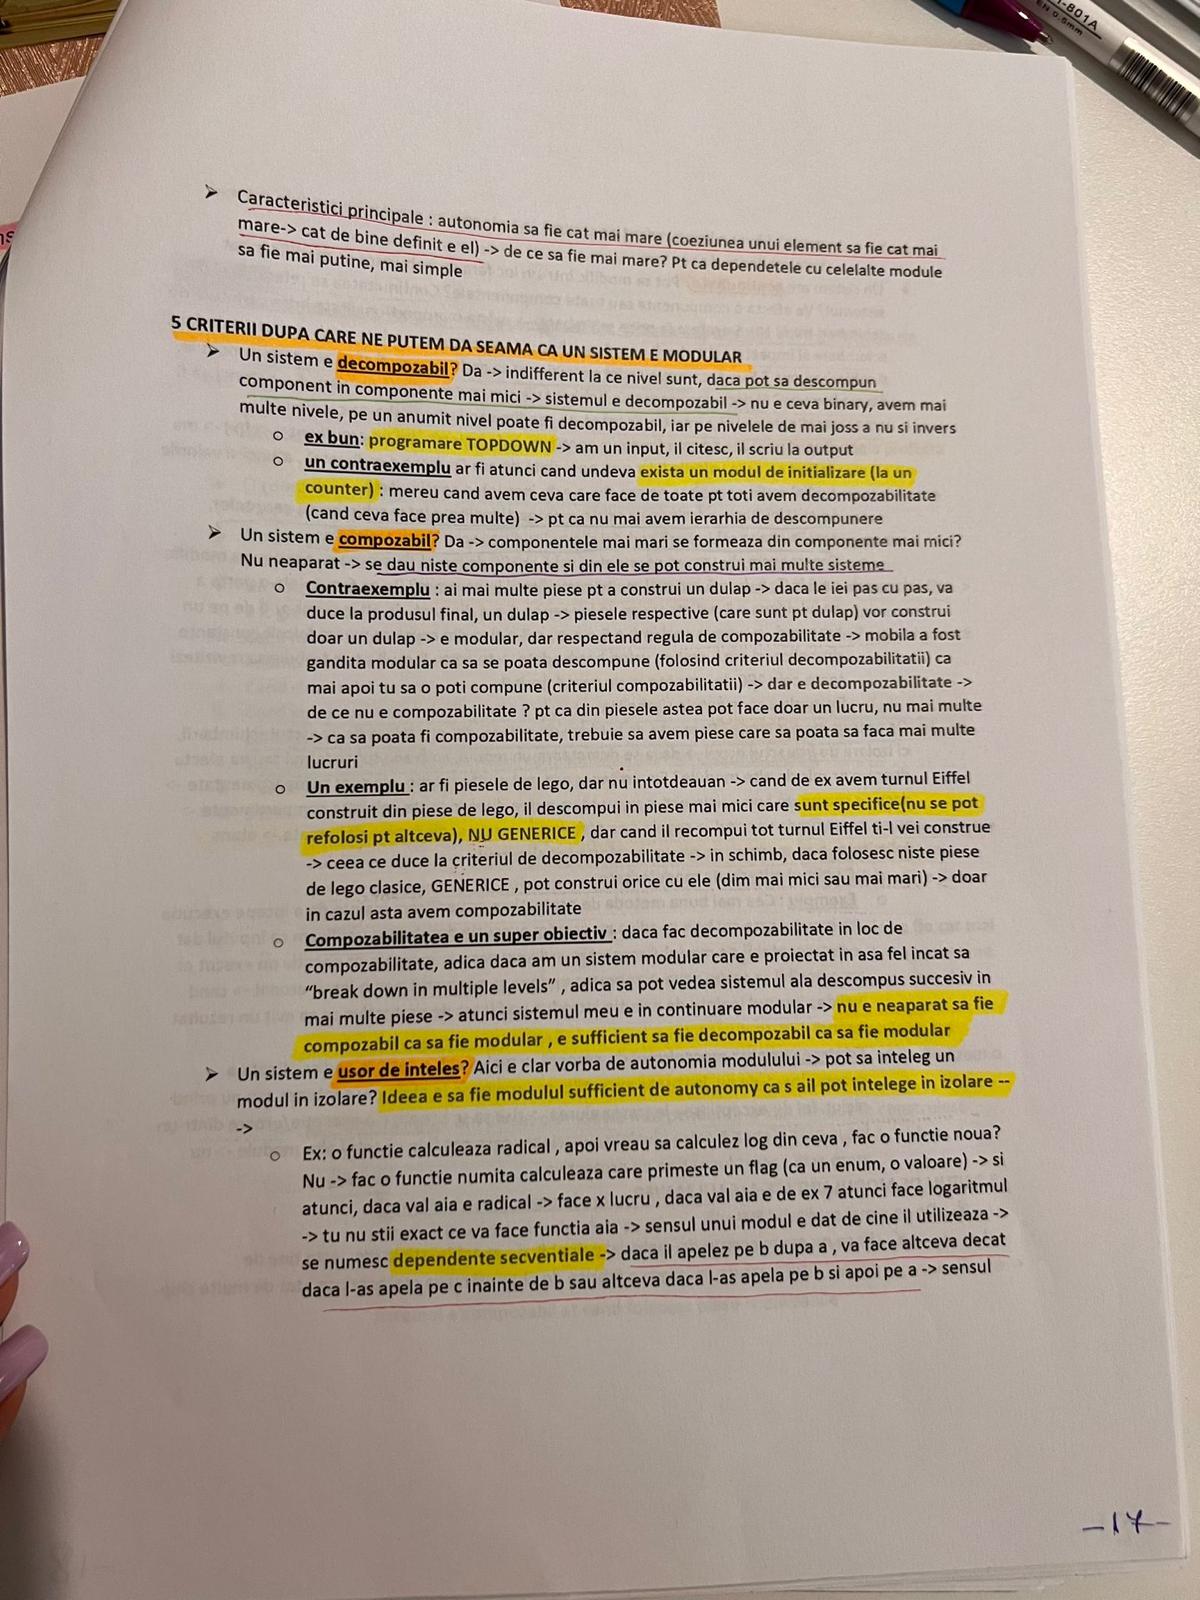 -801A
EN 0.5mm
➤ Caracteristici principale : autonomia sa fie cat mai mare (coeziunea unui element sa fie cat mai
mare-> cat de bine definit e el) -> de ce sa fie mai mare? Pt ca dependetele cu celelalte module
sa fie mai putine, mai simple
5 CRITERII DUPA CARE NE PUTEM DA SEAMA CA UN SISTEM E MODULAR
➤ Un sistem e decompozabil? Da -> indifferent la ce nivel sunt, daca pot sa descompun
component in componente mai mici -> sistemul e decompozabil -> nu e ceva binary, avem mai
multe nivele, pe un anumit nivel poate fi decompozabil, iar pe nivelele de mai joss a nu si invers
o ex bun: programare TOPDOWN -> am un input, il citesc, il scriu la output
o un contraexemplu ar fi atunci cand undeva exista un modul de initializare (la un
counter) : mereu cand avem ceva care face de toate pt toti avem decompozabilitate
(cand ceva face prea multe) -> pt ca nu mai avem ierarhia de descompunere
➤ Un sistem e compozabil? Da -> componentele mai mari se formeaza din componente mai mici?
Nu neaparat -> se dau niste componente si din ele se pot construi mai multe sisteme
o Contraexemplu : ai mai multe piese pt a construi un dulap -> daca le iei pas cu pas, va
duce la produsul final, un dulap -> piesele respective (care sunt pt dulap) vor construi
doar un dulap -> e modular, dar respectand regula de compozabilitate -> mobila a fost
gandita modular ca sa se poata descompune (folosind criteriul decompozabilitatii) ca
mai apoi tu sa o poti compune (criteriul compozabilitatii) -> dar e decompozabilitate ->
de ce nu e compozabilitate ? pt ca din piesele astea pot face doar un lucru, nu mai multe
-> ca sa poata fi compozabilitate, trebuie sa avem piese care sa poata sa faca mai multe
lucruri
o Un exemplu : ar fi piesele de lego, dar nu intotdeauan -> cand de ex avem turnul Eiffel
construit din piese de lego, il descompui in piese mai mici care sunt specifice(nu se pot
refolosi pt altceva), NU GENERICE , dar cand il recompui tot turnul Eiffel ti-l vei construe
-> ceea ce duce la criteriul de decompozabilitate -> in schimb, daca folosesc niste piese
de lego clasice, GENERICE , pot construi orice cu ele (dim mai mici sau mai mari) -> doar
in cazul asta avem compozabilitate
o Compozabilitatea e un super obiectiv : daca fac decompozabilitate in loc de
compozabilitate, adica daca am un sistem modular care e proiectat in asa fel incat sa
"break down in multiple levels" , adica sa pot vedea sistemul ala descompus succesiv in
mai multe piese -> atunci sistemul meu e in continuare modular -> nu e neaparat sa fie
compozabil ca sa fie modular , e sufficient sa fie decompozabil ca sa fie modular
➤ Un sistem e usor de inteles? Aici e clar vorba de autonomia modulului -> pot sa inteleg un
modul in izolare? Ideea e sa fie modulul sufficient de autonomy ca s ail pot intelege in izolare --
->
o Ex: o functie calculeaza radical , apoi vreau sa calculez log din ceva , fac o functie noua?
Nu -> fac o functie numita calculeaza care primeste un flag (ca un enum, o valoare) -> si
atunci, daca val aia e radical -> face x lucru , daca val aia e de ex 7 atunci face logaritmul
-> tu nu stii exact ce va face functia aia -> sensul unui modul e dat de cine il utilizeaza ->
se numesc dependente secventiale -> daca il apelez pe b dupa a , va face altceva decat
daca l-as apela pe c inainte de b sau altceva daca l-as apela pe b si apoi pe a -> sensul
-17-